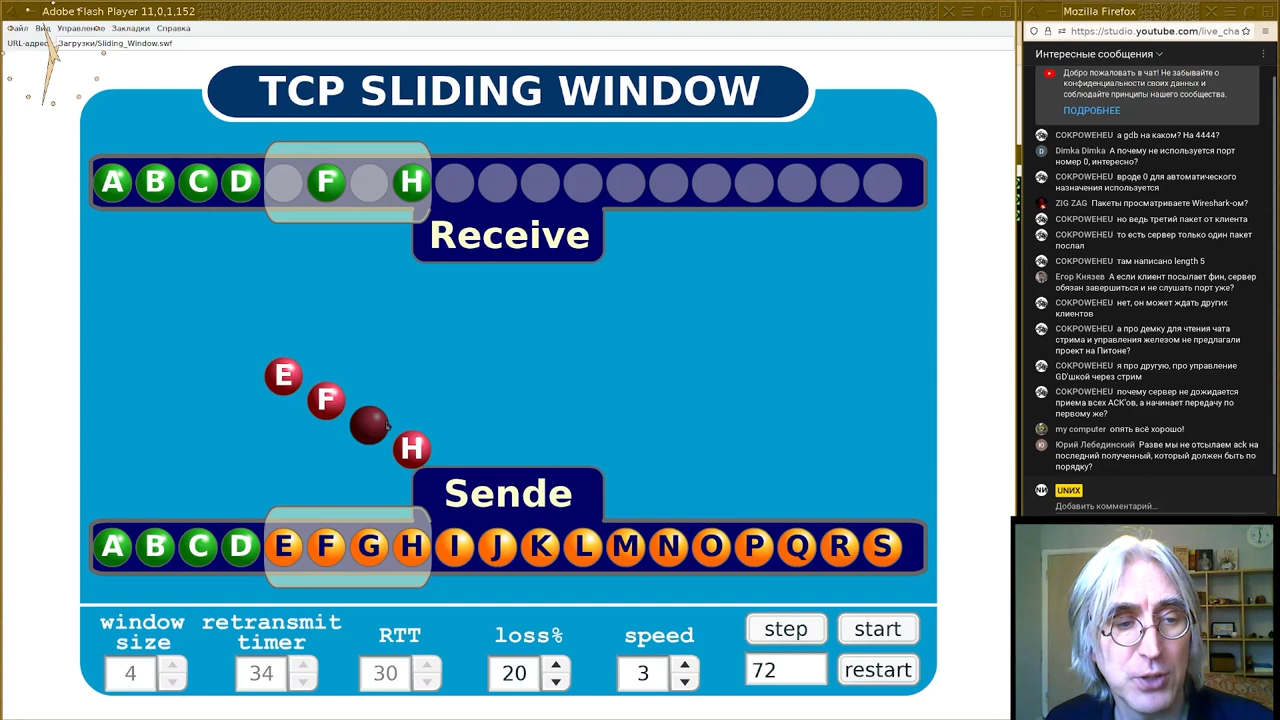 Adobe Flash Player 11,0,1,152
Файл Вид Управление Закладки Справка
URL-адрес Загрузки/Sliding_Window.swf
TCP SLIDING WINDOW
A B C D F H
Receive
E
F
H
Sende
A B C D E F G H I J K L M N O P Q R S
window size
retransmit timer
RTT
loss%
speed
step
start
4
34
30
20
3
72
restart
Mozilla Firefox
https://studio.youtube.com/live_cha
Интересные сообщения
Добро пожаловать в чат! Не забывайте о
конфиденциальности своих данных и
соблюдайте принципы нашего сообщества.
ПОДРОБНЕЕ
COKPOWEHEU а gdb на каком? На 4444?
Dimka Dimka А почему не используется порт
номер 0, интересно?
COKPOWEHEU вроде 0 для автоматического
назначения используется
ZIG ZAG Пакеты просматриваете Wireshark-ом?
COKPOWEHEU но ведь третий пакет от клиента
COKPOWEHEU то есть сервер только один пакет
послал
COKPOWEHEU там написано length 5
Егор Князев А если клиент посылает фин, сервер
обязан завершиться и не слушать порт уже?
COKPOWEHEU нет, он может ждать других
клиентов
COKPOWEHEU а про демку для чтения чата
стрима и управления железом не предлагали
проект на Питоне?
COKPOWEHEU я про другую, про управление
GD'шкой через стрим
COKPOWEHEU почему сервер не дожидается
приема всех ACK'ов, а начинает передачу по
первому же?
my computer опять всё хорошо!
Юрий Лебединский Разве мы не отсылаем ack на
последний полученный, который должен быть по
порядку?
UNИX
Добавить комментарий...